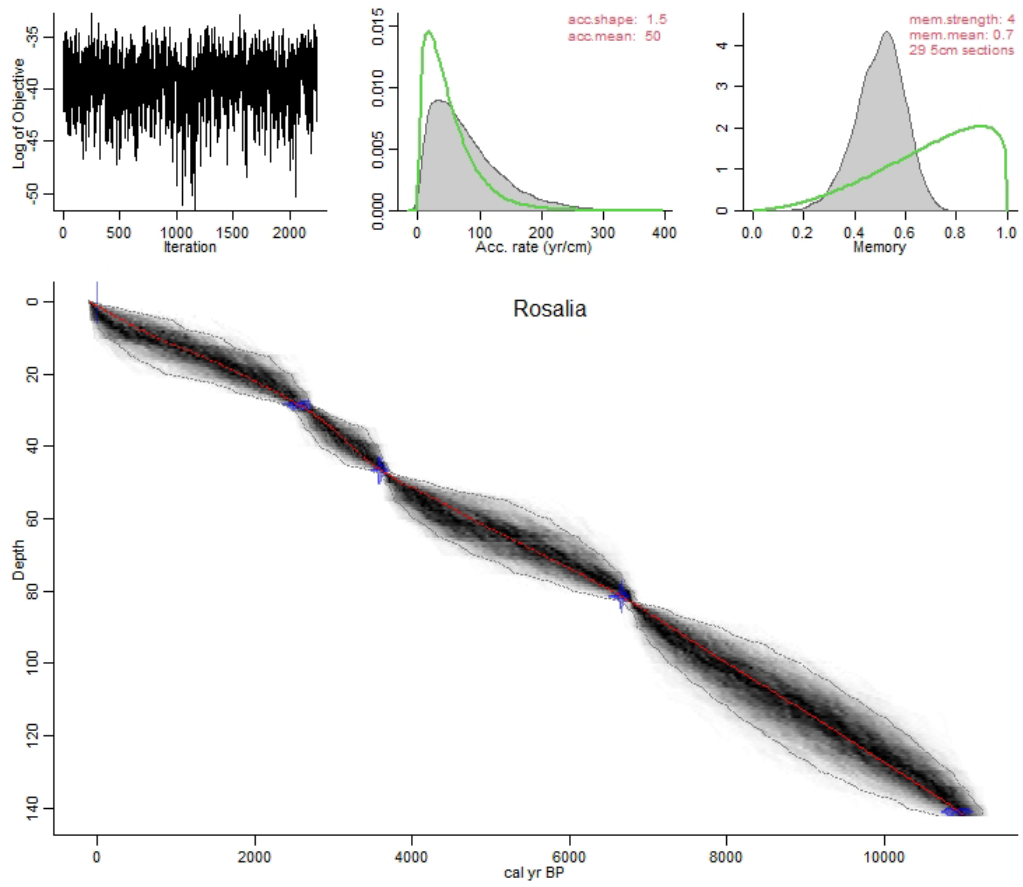 Log of Objective
-35
-40
-45
-50
0 500 1000 1500 2000
Iteration
acc.shape: 1.5
acc.mean: 50
0.015
0.010
0.005
0.000
0 100 200 300 400
Acc. rate (yr/cm)
mem.strength: 4
mem.mean: 0.7
29 5cm sections
4
3
2
1
0
0.0 0.2 0.4 0.6 0.8 1.0
Memory
Rosalia
Depth
0
20
40
60
80
100
120
140
0 2000 4000 6000 8000 10000
cal yr BP